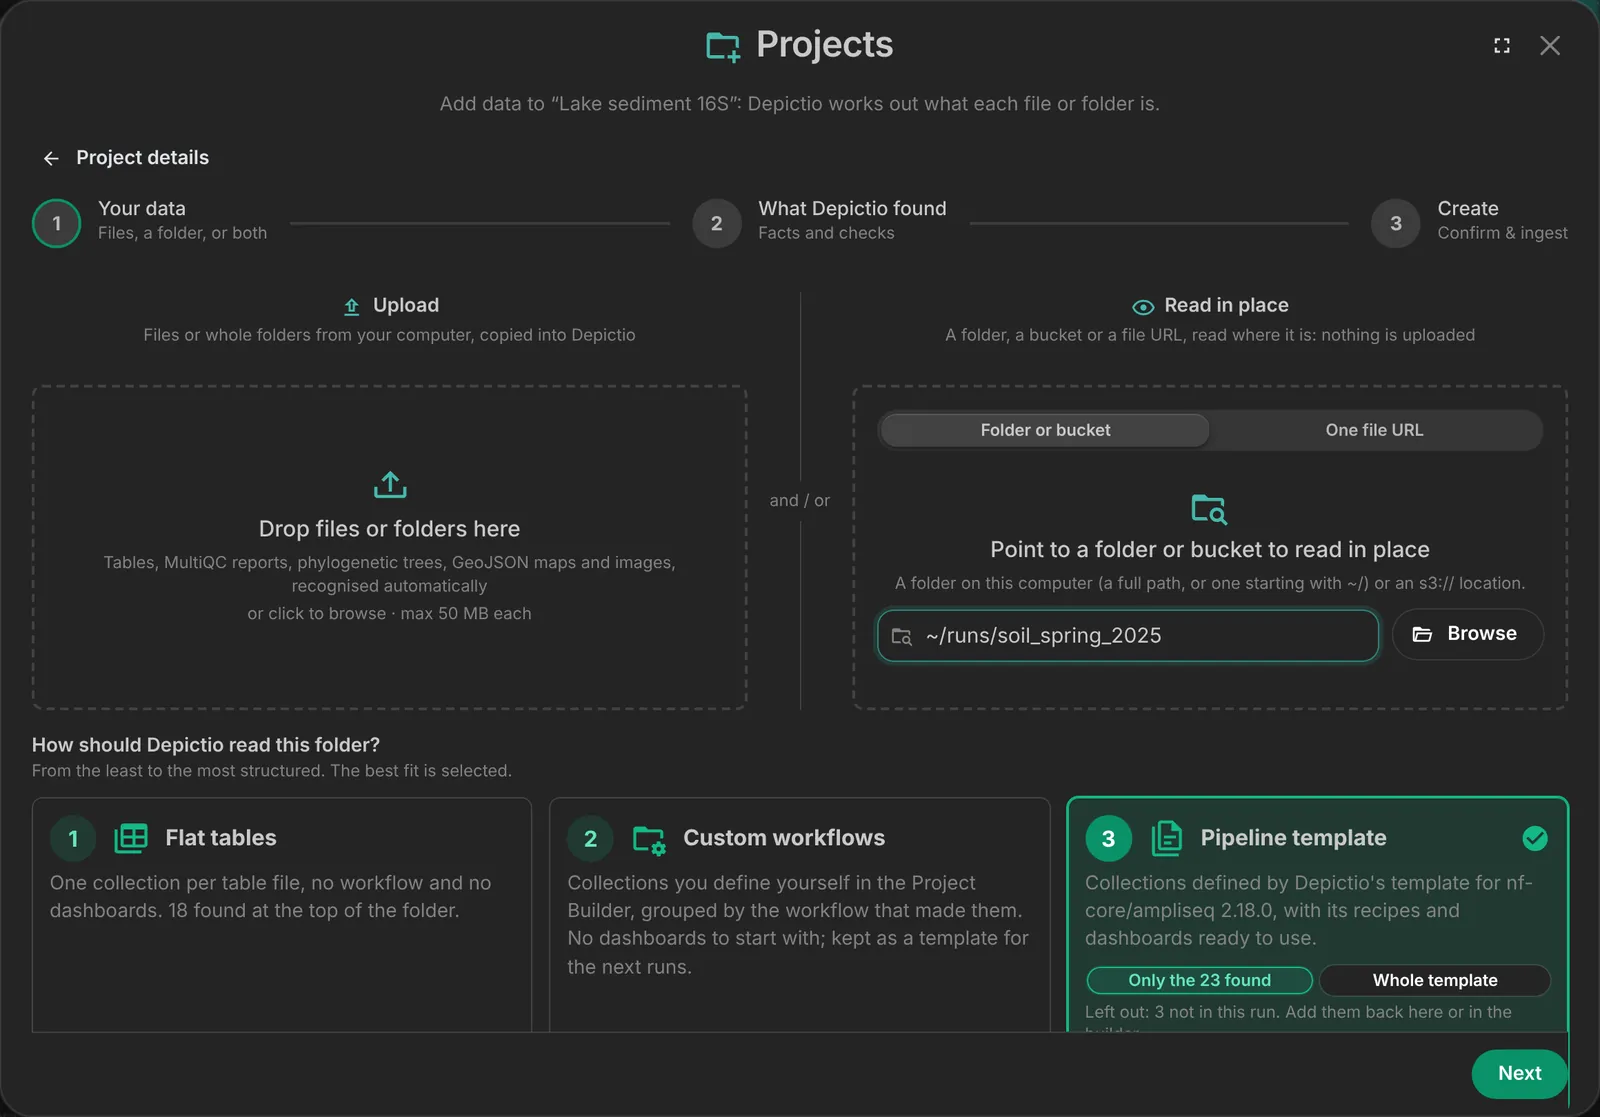 Projects
Add data to “Lake sediment 16S”: Depictio works out what each file or folder is.
Project details
1
Your data
Files, a folder, or both
2
What Depictio found
Facts and checks
3
Create
Confirm & ingest
Upload
Files or whole folders from your computer, copied into Depictio
Drop files or folders here
Tables, MultiQC reports, phylogenetic trees, GeoJSON maps and images,
recognised automatically
or click to browse · max 50 MB each
and / or
Read in place
A folder, a bucket or a file URL, read where it is: nothing is uploaded
Folder or bucket
One file URL
Point to a folder or bucket to read in place
A folder on this computer (a full path, or one starting with ~/) or an s3:// location.
~/runs/soil_spring_2025
Browse
How should Depictio read this folder?
From the least to the most structured. The best fit is selected.
1
Flat tables
One collection per table file, no workflow and no
dashboards. 18 found at the top of the folder.
2
Custom workflows
Collections you define yourself in the Project
Builder, grouped by the workflow that made them.
No dashboards to start with; kept as a template for
the next runs.
3
Pipeline template
Collections defined by Depictio's template for nf-
core/ampliseq 2.18.0, with its recipes and
dashboards ready to use.
Only the 23 found
Whole template
Left out: 3 not in this run. Add them back here or in the
Next